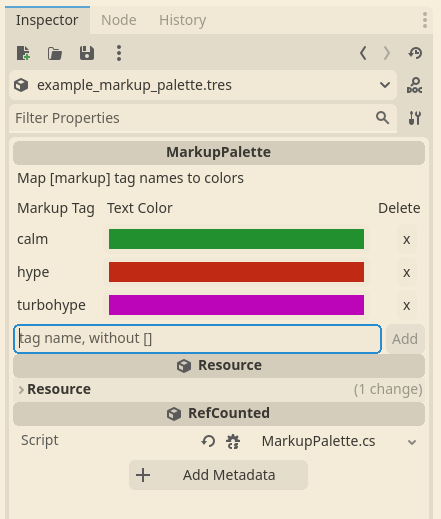 Inspector Node History
example_markup_palette.tres
DOC
Filter Properties
MarkupPalette
Map [markup] tag names to colors
Markup Tag Text Color Delete
calm x
hype x
turbohype x
tag name, without [] Add
Resource
Resource (1 change)
RefCounted
Script C# MarkupPalette.cs
Add Metadata